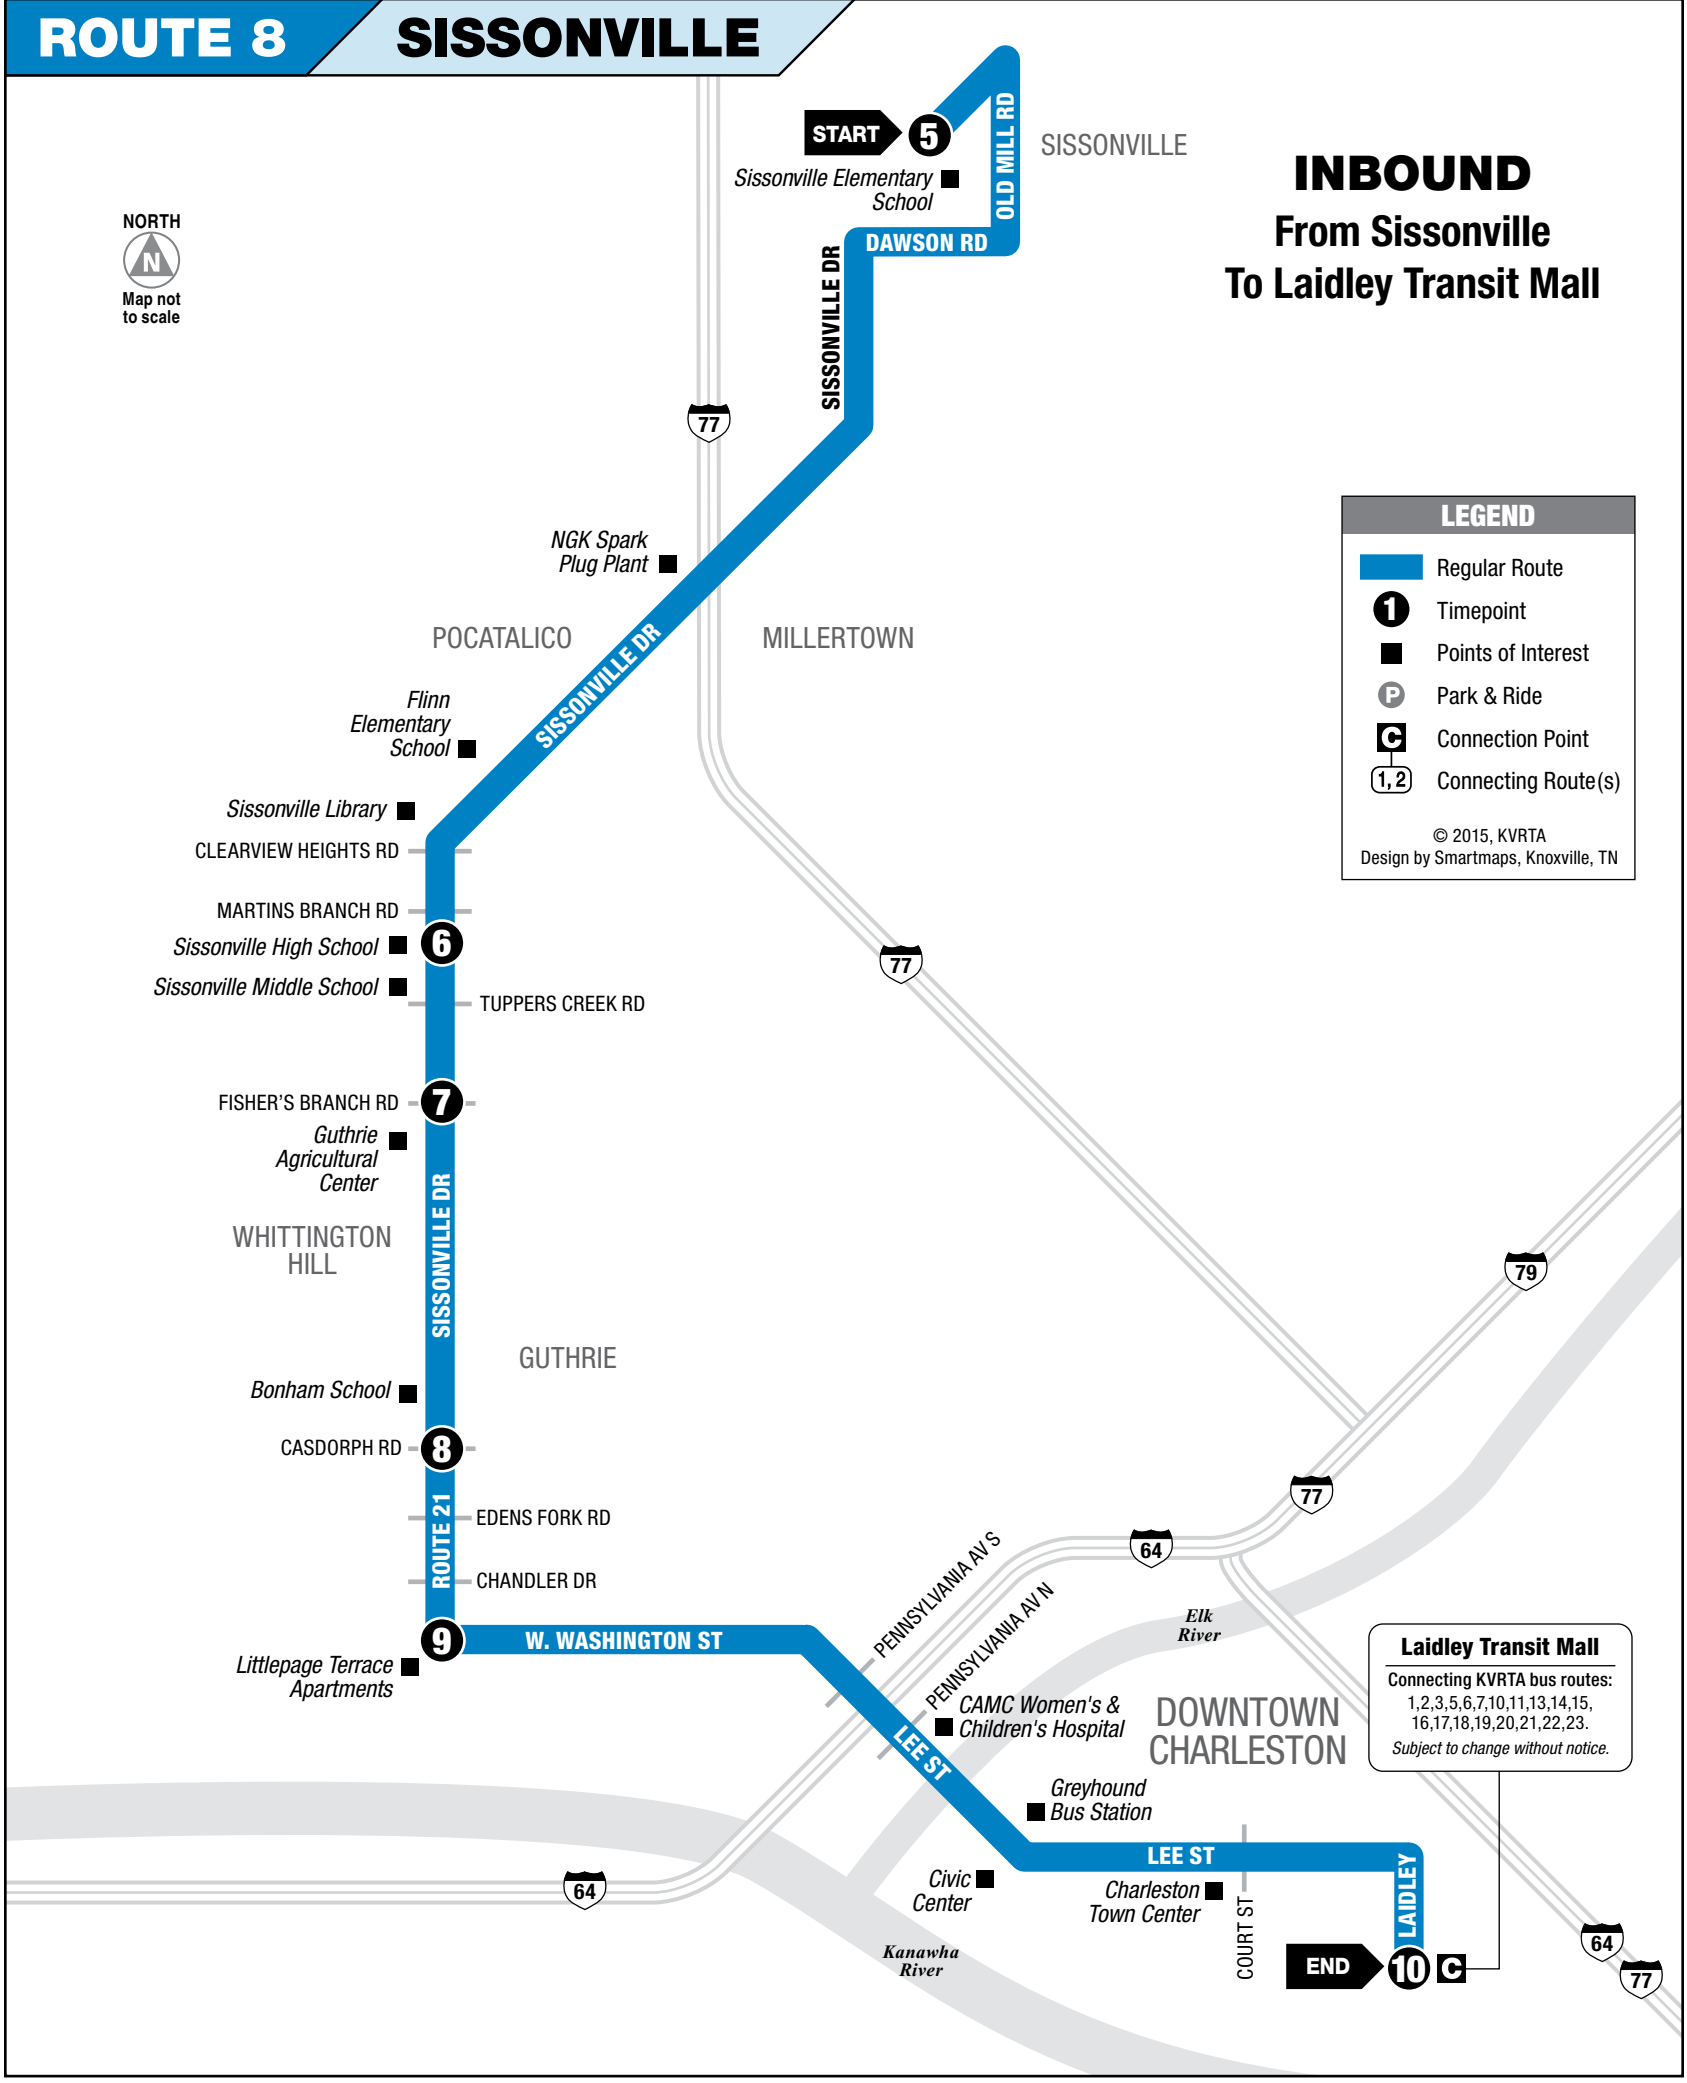 ROUTE 8
SISSONVILLE
START
5
OLD MILL RD
SISSONVILLE
Sissonville Elementary
School
INBOUND
From Sissonville
To Laidley Transit Mall
NORTH
N
Map not
to scale
DAWSON RD
SISSONVILLE DR
77
NGK Spark
Plug Plant
LEGEND
Regular Route
1
Timepoint
Points of Interest
P
Park & Ride
C
Connection Point
1, 2
Connecting Route(s)
© 2015, KVRTA
Design by Smartmaps, Knoxville, TN
POCATALICO
SISSONVILLE DR
MILLERTOWN
Flinn
Elementary
School
Sissonville Library
CLEARVIEW HEIGHTS RD
MARTINS BRANCH RD
Sissonville High School
6
Sissonville Middle School
77
TUPPERS CREEK RD
FISHER'S BRANCH RD
7
Guthrie
Agricultural
Center
SISSONVILLE DR
WHITTINGTON
HILL
79
GUTHRIE
Bonham School
CASDORPH RD
8
77
ROUTE 21
EDENS FORK RD
64
CHANDLER DR
PENNSYLVANIA AV S
PENNSYLVANIA AV N
Elk
River
9
W. WASHINGTON ST
Littlepage Terrace
Apartments
Laidley Transit Mall
Connecting KVRTA bus routes:
1,2,3,5,6,7,10,11,13,14,15,
16,17,18,19,20,21,22,23.
Subject to change without notice.
CAMC Women's &
Children's Hospital
DOWNTOWN
CHARLESTON
LEE ST
Greyhound
Bus Station
LEE ST
LAIDLEY
64
Civic
Center
Charleston
Town Center
COURT ST
Kanawha
River
END
10
C
64
77